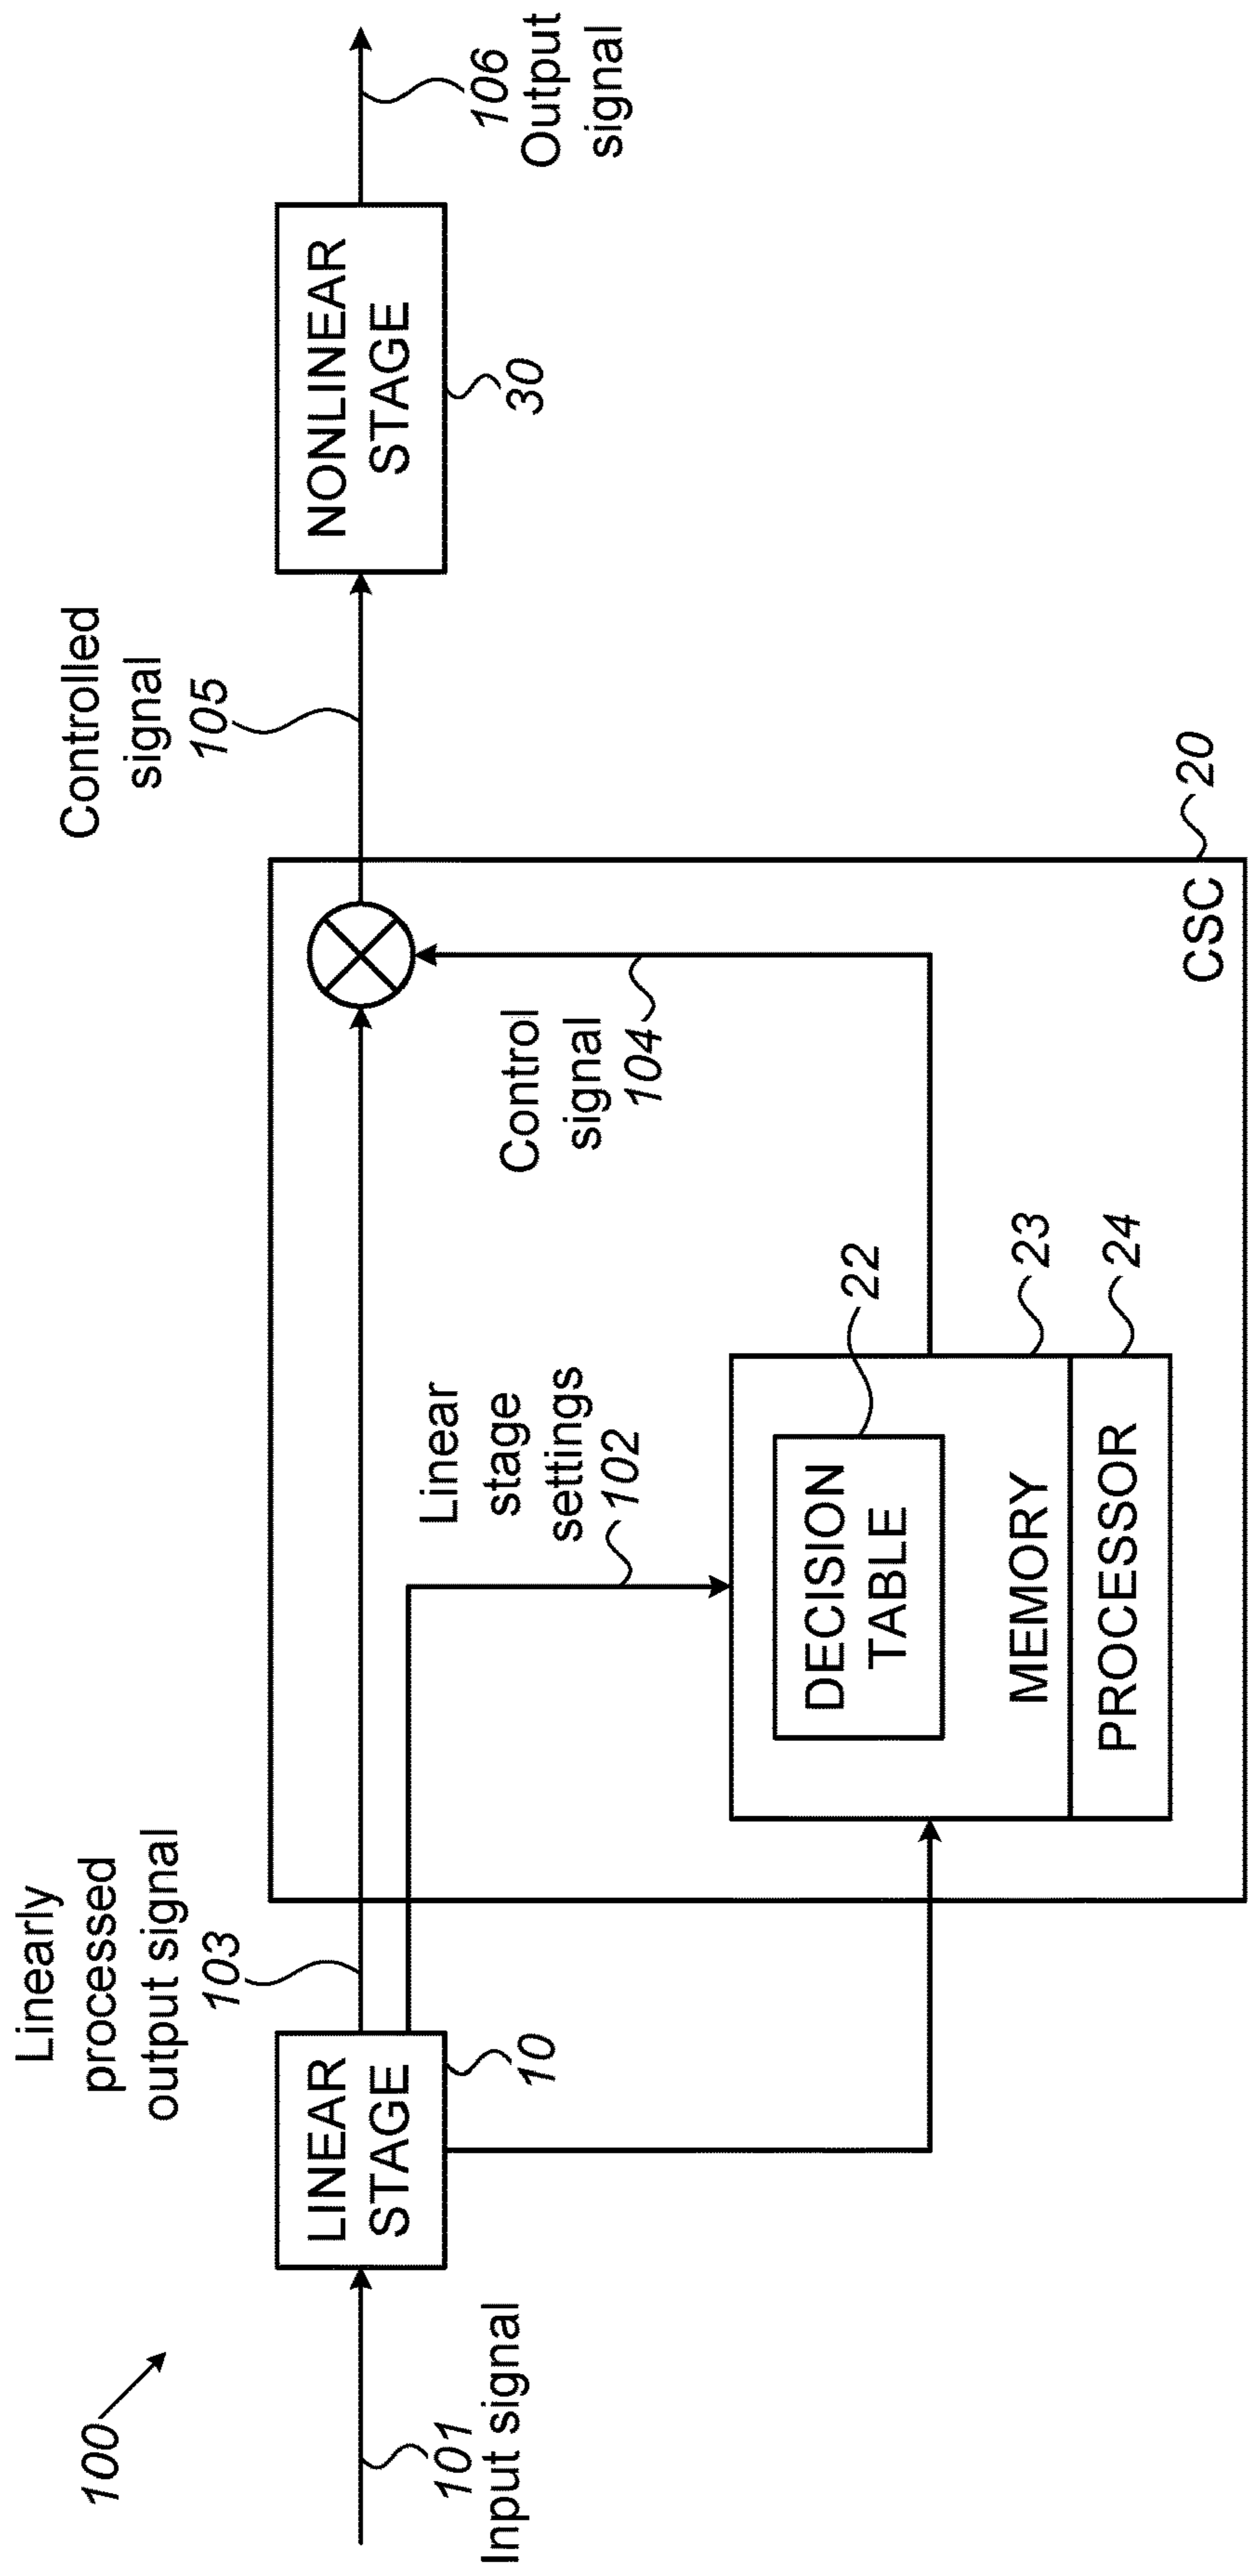 100
101
Input signal
LINEAR
STAGE
10
Linearly
processed
output signal
103
Linear
stage
settings
102
DECISION
TABLE
22
MEMORY
23
PROCESSOR
24
Control
signal
104
CSC
20
Controlled
signal
105
NONLINEAR
STAGE
30
106
Output
signal